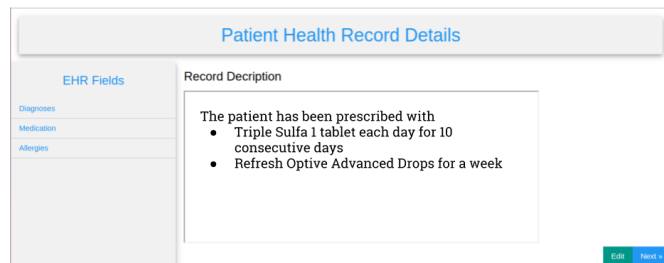 Patient Health Record Details
EHR Fields
Diagnoses
Medication
Allergies
Record Decription
The patient has been prescribed with
● Triple Sulfa 1 tablet each day for 10
consecutive days
● Refresh Optive Advanced Drops for a week
Edit Next »